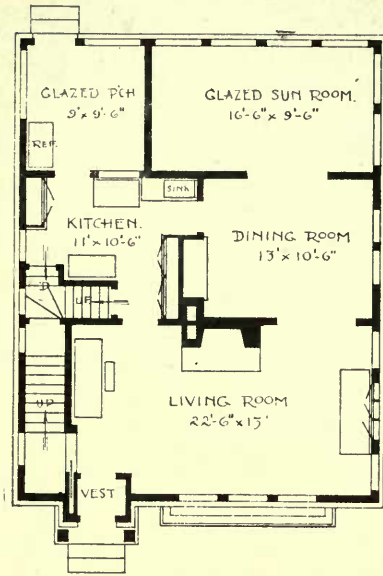 GLAZED P'CH
9' x 9'-6"
GLAZED SUN ROOM.
16'-6" x 9'-6"
REF.
SINK
KITCHEN.
11' x 10'-6"
DINING ROOM
13' x 10'-6"
D
UP
UP
LIVING ROOM
22'-6" x 15'
VEST